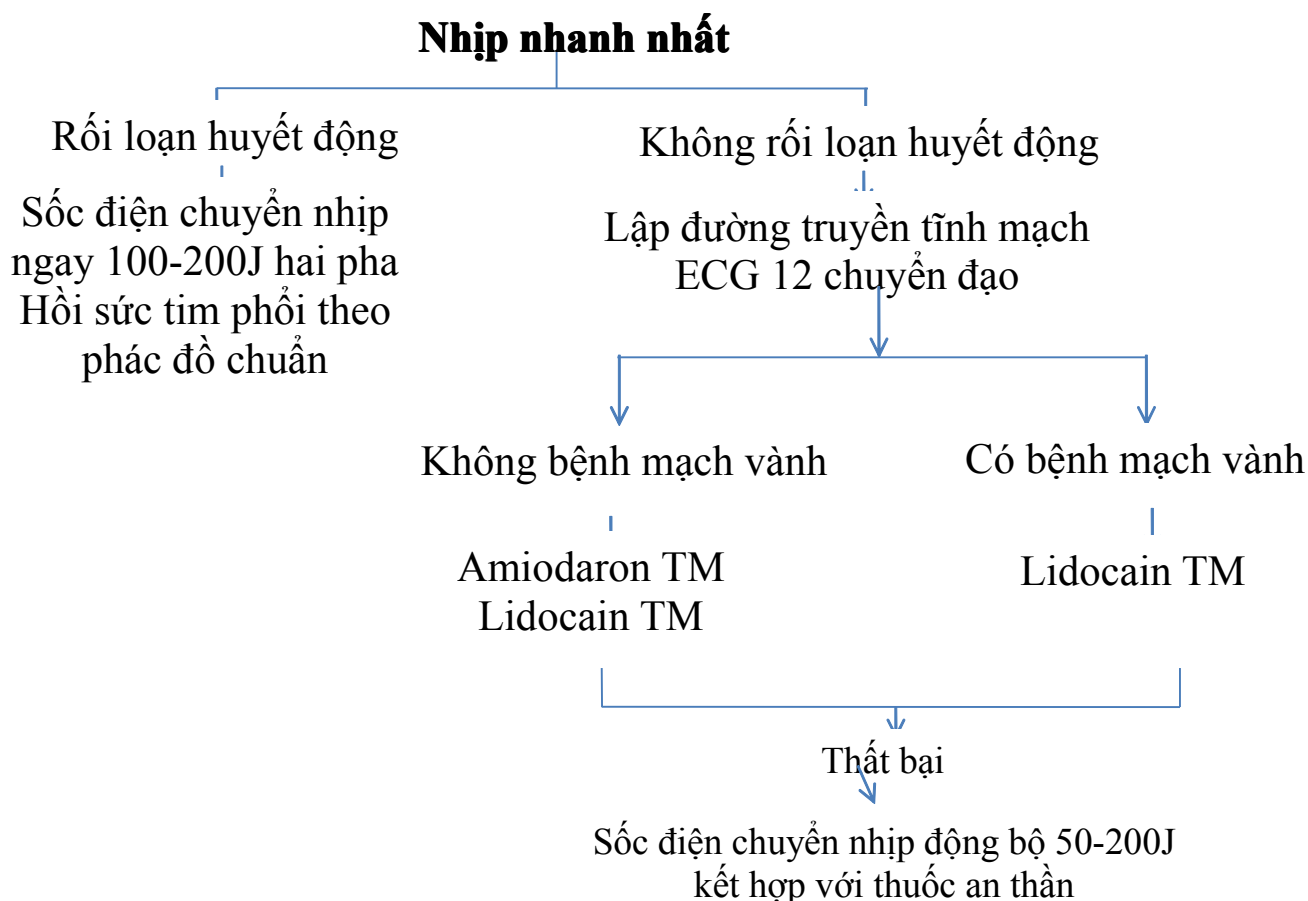 Nhịp nhanh nhất
Rối loạn huyết động
Không rối loạn huyết động
Sốc điện chuyển nhịp
ngay 100-200J hai pha
Hồi sức tim phổi theo
phác đồ chuẩn
Lập đường truyền tĩnh mạch
ECG 12 chuyển đạo
Không bệnh mạch vành
Có bệnh mạch vành
Amiodaron TM
Lidocain TM
Lidocain TM
Thất bại
Sốc điện chuyển nhịp động bộ 50-200J
kết hợp với thuốc an thần